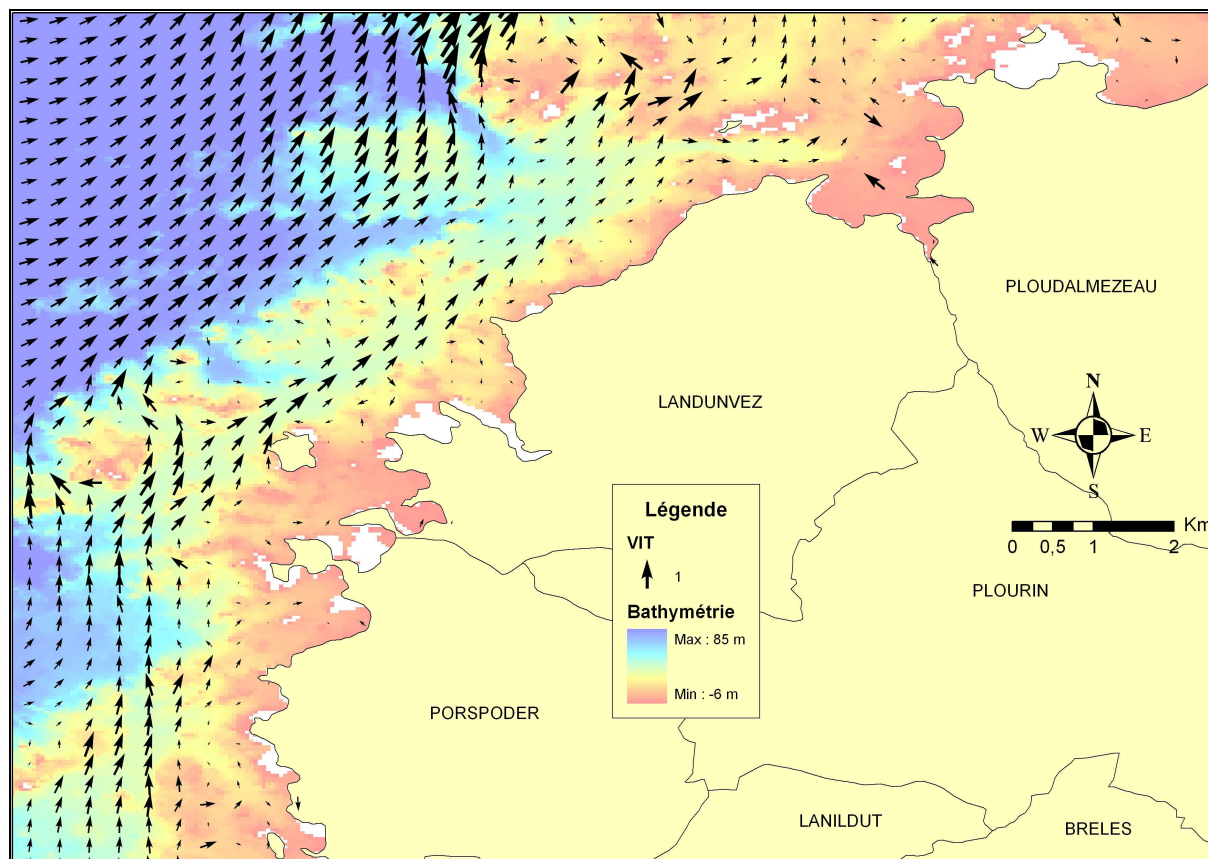 PLOUDALMEZEAU
LANDUNVEZ
N
W E
S
Légende
VIT
1
Bathymétrie
Max : 85 m
Min : -6 m
Km
0 0,5 1 2
PLOURIN
PORSPODER
LANILDUT
BRELES